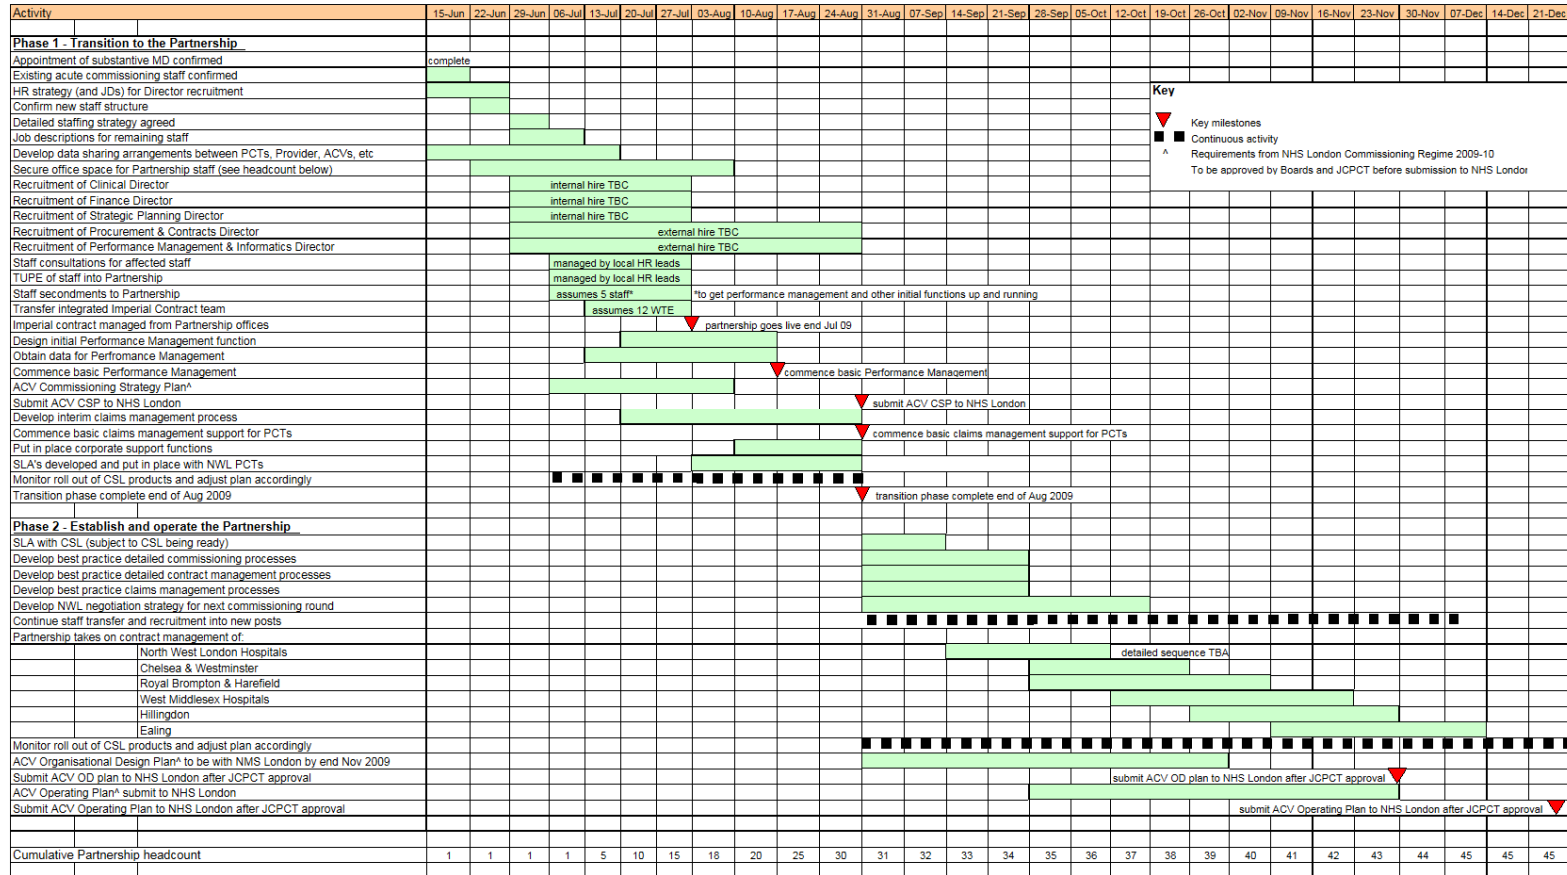 Activity 15-Jun 22-Jun 29-Jun 06-Jul 13-Jul 20-Jul 27-Jul 03-Aug 10-Aug 17-Aug 24-Aug 31-Aug 07-Sep 14-Sep 21-Sep 28-Sep 05-Oct 12-Oct 19-Oct 26-Oct 02-Nov 09-Nov 16-Nov 23-Nov 30-Nov 07-Dec 14-Dec 21-Dec
Phase 1 - Transition to the Partnership
Appointment of substantive MD confirmed complete
Existing acute commissioning staff confirmed
HR strategy (and JDs) for Director recruitment
Confirm new staff structure
Detailed staffing strategy agreed
Job descriptions for remaining staff
Develop data sharing arrangements between PCTs, Provider, ACVs, etc
Secure office space for Partnership staff (see headcount below)
Key
Key milestones
Continuous activity
^ Requirements from NHS London Commissioning Regime 2009-10
To be approved by Boards and JCPCT before submission to NHS London
Recruitment of Clinical Director internal hire TBC
Recruitment of Finance Director internal hire TBC
Recruitment of Strategic Planning Director internal hire TBC
Recruitment of Procurement & Contracts Director external hire TBC
Recruitment of Performance Management & Informatics Director external hire TBC
Staff consultations for affected staff managed by local HR leads
TUPE of staff into Partnership managed by local HR leads
Staff secondments to Partnership assumes 5 staff* *to get performance management and other initial functions up and running
Transfer integrated Imperial Contract team assumes 12 WTE
Imperial contract managed from Partnership offices partnership goes live end Jul 09
Design initial Performance Management function
Obtain data for Perfromance Management
Commence basic Performance Management commence basic Performance Management
ACV Commissioning Strategy Plan^
Submit ACV CSP to NHS London submit ACV CSP to NHS London
Develop interim claims management process
Commence basic claims management support for PCTs commence basic claims management support for PCTs
Put in place corporate support functions
SLA's developed and put in place with NWL PCTs
Monitor roll out of CSL products and adjust plan accordingly
Transition phase complete end of Aug 2009 transition phase complete end of Aug 2009
Phase 2 - Establish and operate the Partnership
SLA with CSL (subject to CSL being ready)
Develop best practice detailed commissioning processes
Develop best practice detailed contract management processes
Develop best practice claims management processes
Develop NWL negotiation strategy for next commissioning round
Continue staff transfer and recruitment into new posts
Partnership takes on contract management of:
North West London Hospitals detailed sequence TBA
Chelsea & Westminster
Royal Brompton & Harefield
West Middlesex Hospitals
Hillingdon
Ealing
Monitor roll out of CSL products and adjust plan accordingly
ACV Organisational Design Plan^ to be with NMS London by end Nov 2009
Submit ACV OD plan to NHS London after JCPCT approval submit ACV OD plan to NHS London after JCPCT approval
ACV Operating Plan^ submit to NHS London
Submit ACV Operating Plan to NHS London after JCPCT approval submit ACV Operating Plan to NHS London after JCPCT approval
Cumulative Partnership headcount 1 1 1 1 5 10 15 18 20 25 30 31 32 33 34 35 36 37 38 39 40 41 42 43 44 45 45 45